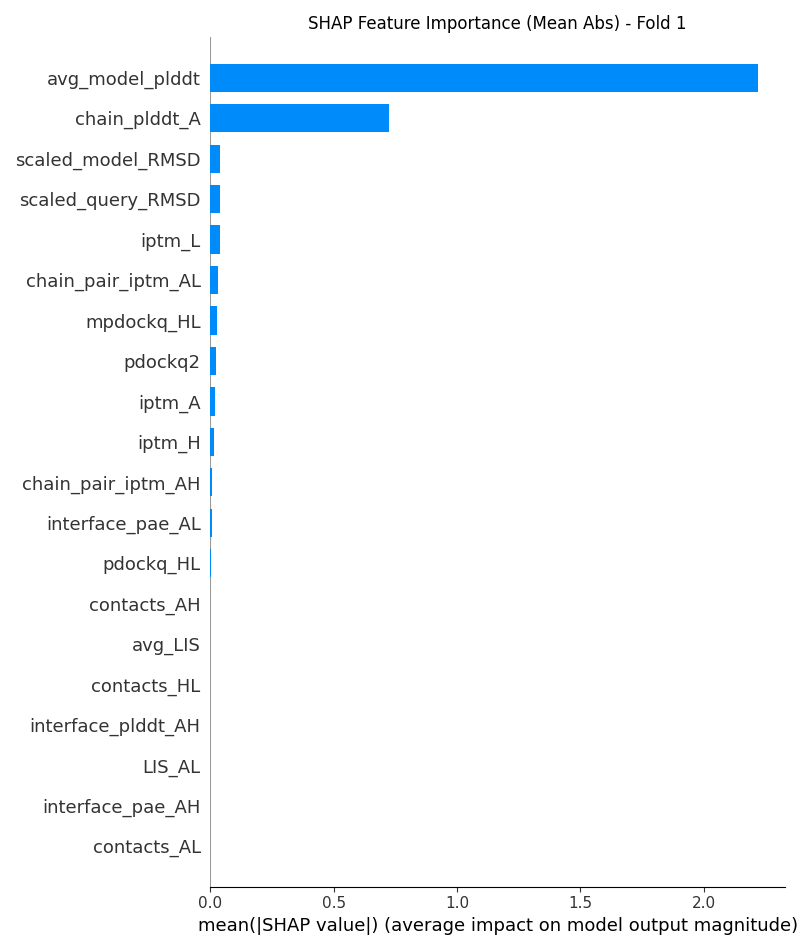 SHAP Feature Importance (Mean Abs) - Fold 1
avg_model_plddt
chain_plddt_A
scaled_model_RMSD
scaled_query_RMSD
iptm_L
chain_pair_iptm_AL
mpdockq_HL
pdockq2
iptm_A
iptm_H
chain_pair_iptm_AH
interface_pae_AL
pdockq_HL
contacts_AH
avg_LIS
contacts_HL
interface_plddt_AH
LIS_AL
interface_pae_AH
contacts_AL
0.0 0.5 1.0 1.5 2.0
mean(|SHAP value|) (average impact on model output magnitude)